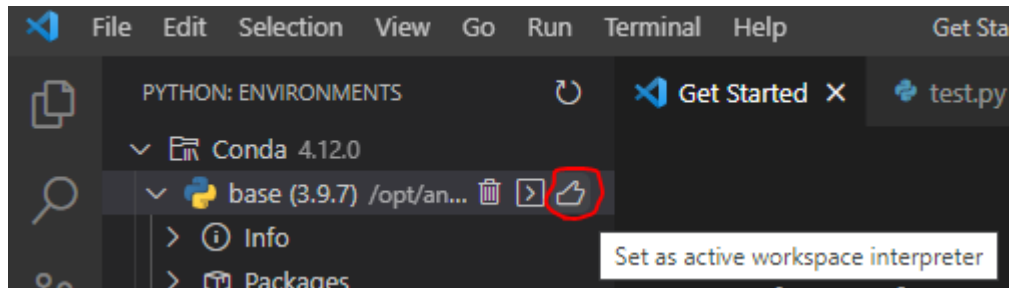 File Edit Selection View Go Run Terminal Help Get Sta
PYTHON: ENVIRONMENTS Get Started test.py
Conda 4.12.0
base (3.9.7) /opt/an...
Info
Set as active workspace interpreter
Packages